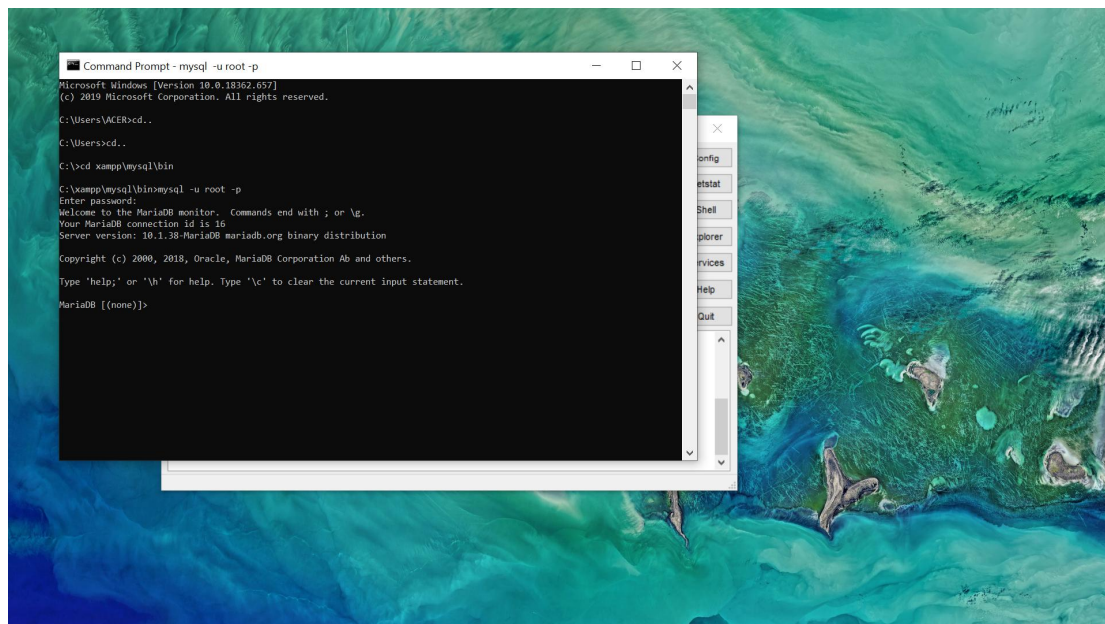 Command Prompt - mysql -u root -p
Microsoft Windows [Version 10.0.18362.657]
(c) 2019 Microsoft Corporation. All rights reserved.
C:\Users\ACER>cd..
C:\Users>cd..
C:\>cd xampp\mysql\bin
C:\xampp\mysql\bin>mysql -u root -p
Enter password:
Welcome to the MariaDB monitor.  Commands end with ; or \g.
Your MariaDB connection id is 16
Server version: 10.1.38-MariaDB mariadb.org binary distribution
Copyright (c) 2000, 2018, Oracle, MariaDB Corporation Ab and others.
Type 'help;' or '\h' for help. Type '\c' to clear the current input statement.
MariaDB [(none)]>
onfig
etstat
Shell
plorer
rvices
Help
Quit